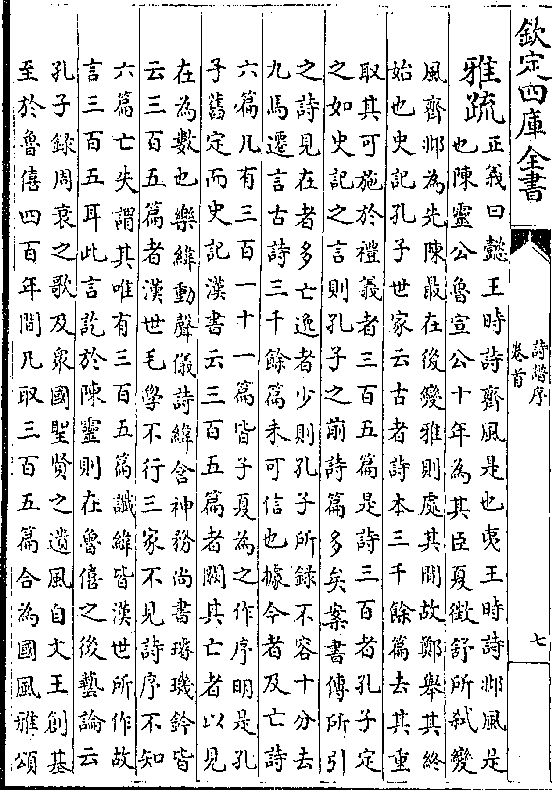 欽定四庫全書
詩譜序
卷首
七
雅疏
正義曰懿王時詩齊風是也夷王時詩邶風是
也陳靈公魯宣公十年為其臣夏徵舒所弒變
風齊邶為先陳最在後變雅則處其間故鄭舉其終
始也史記孔子世家云古者詩本三千餘篇去其重
取其可施於禮義者三百五篇是詩三百者孔子定
之如史記之言則孔子之前詩篇多矣案書傳所引
之詩見在者多亡逸者少則孔子所錄不容十分去
九馬遷言古詩三千餘篇未可信也據今者及亡詩
六篇凡有三百一十一篇皆子夏為之作序明是孔
子舊定而史記漢書云三百五篇者闕其亡者以見
在為數也樂緯動聲儀詩緯含神務尚書璿璣鈐皆
云三百五篇者漢世毛學不行三家不見詩序不知
六篇亡失謂其唯有三百五篇讖緯皆漢世所作故
言三百五耳此言訖於陳靈則在魯僖之後藝論云
孔子錄周衰之歌及衆國聖賢之遺風自文王創基
至於魯僖四百年間凡取三百五篇合為國風雅頌